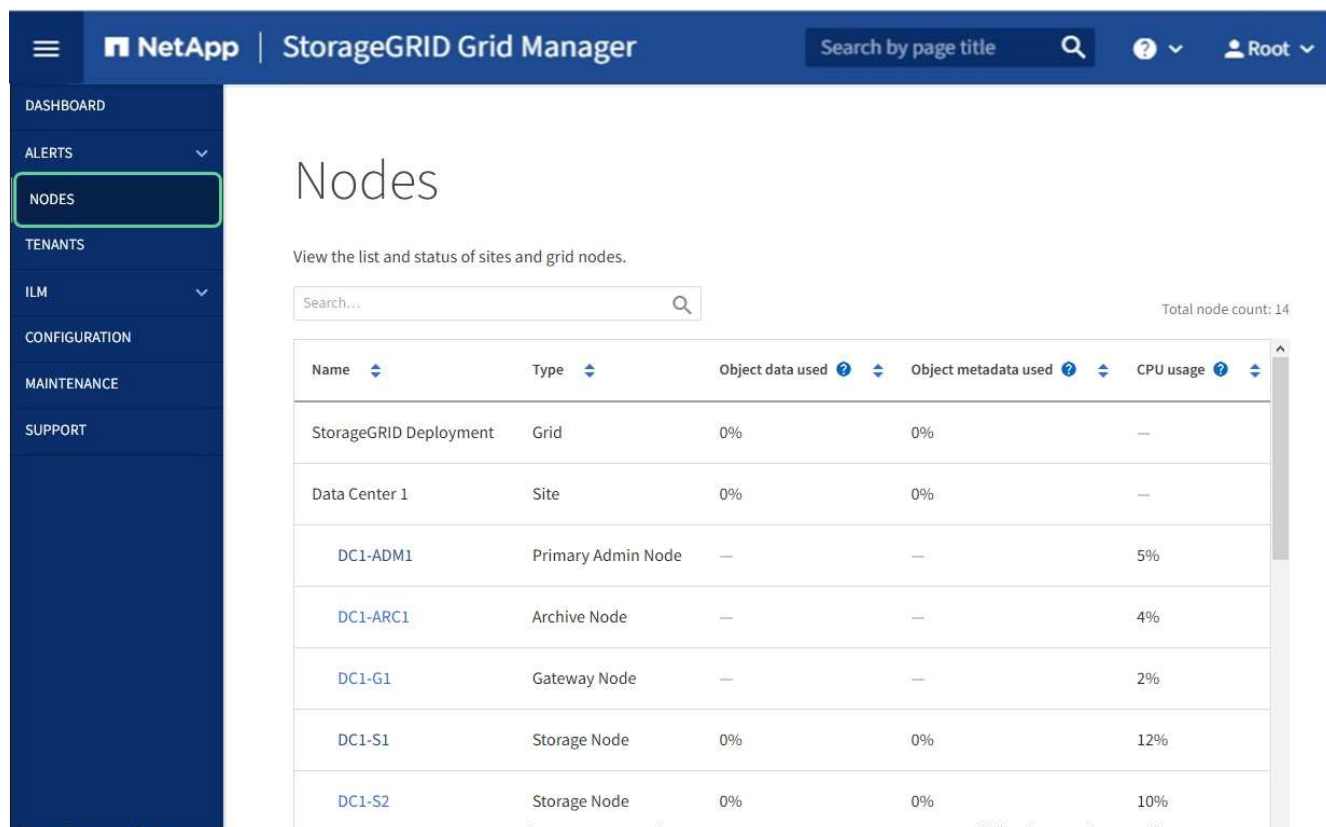 NetApp | StorageGRID Grid Manager Search by page title ? Root
DASHBOARD
ALERTS
NODES
TENANTS
ILM
CONFIGURATION
MAINTENANCE
SUPPORT
Nodes
View the list and status of sites and grid nodes.
Search...
Total node count: 14
Name Type Object data used ? Object metadata used ? CPU usage ?
StorageGRID Deployment Grid 0% 0% —
Data Center 1 Site 0% 0% —
DC1-ADM1 Primary Admin Node — — 5%
DC1-ARC1 Archive Node — — 4%
DC1-G1 Gateway Node — — 2%
DC1-S1 Storage Node 0% 0% 12%
DC1-S2 Storage Node 0% 0% 10%